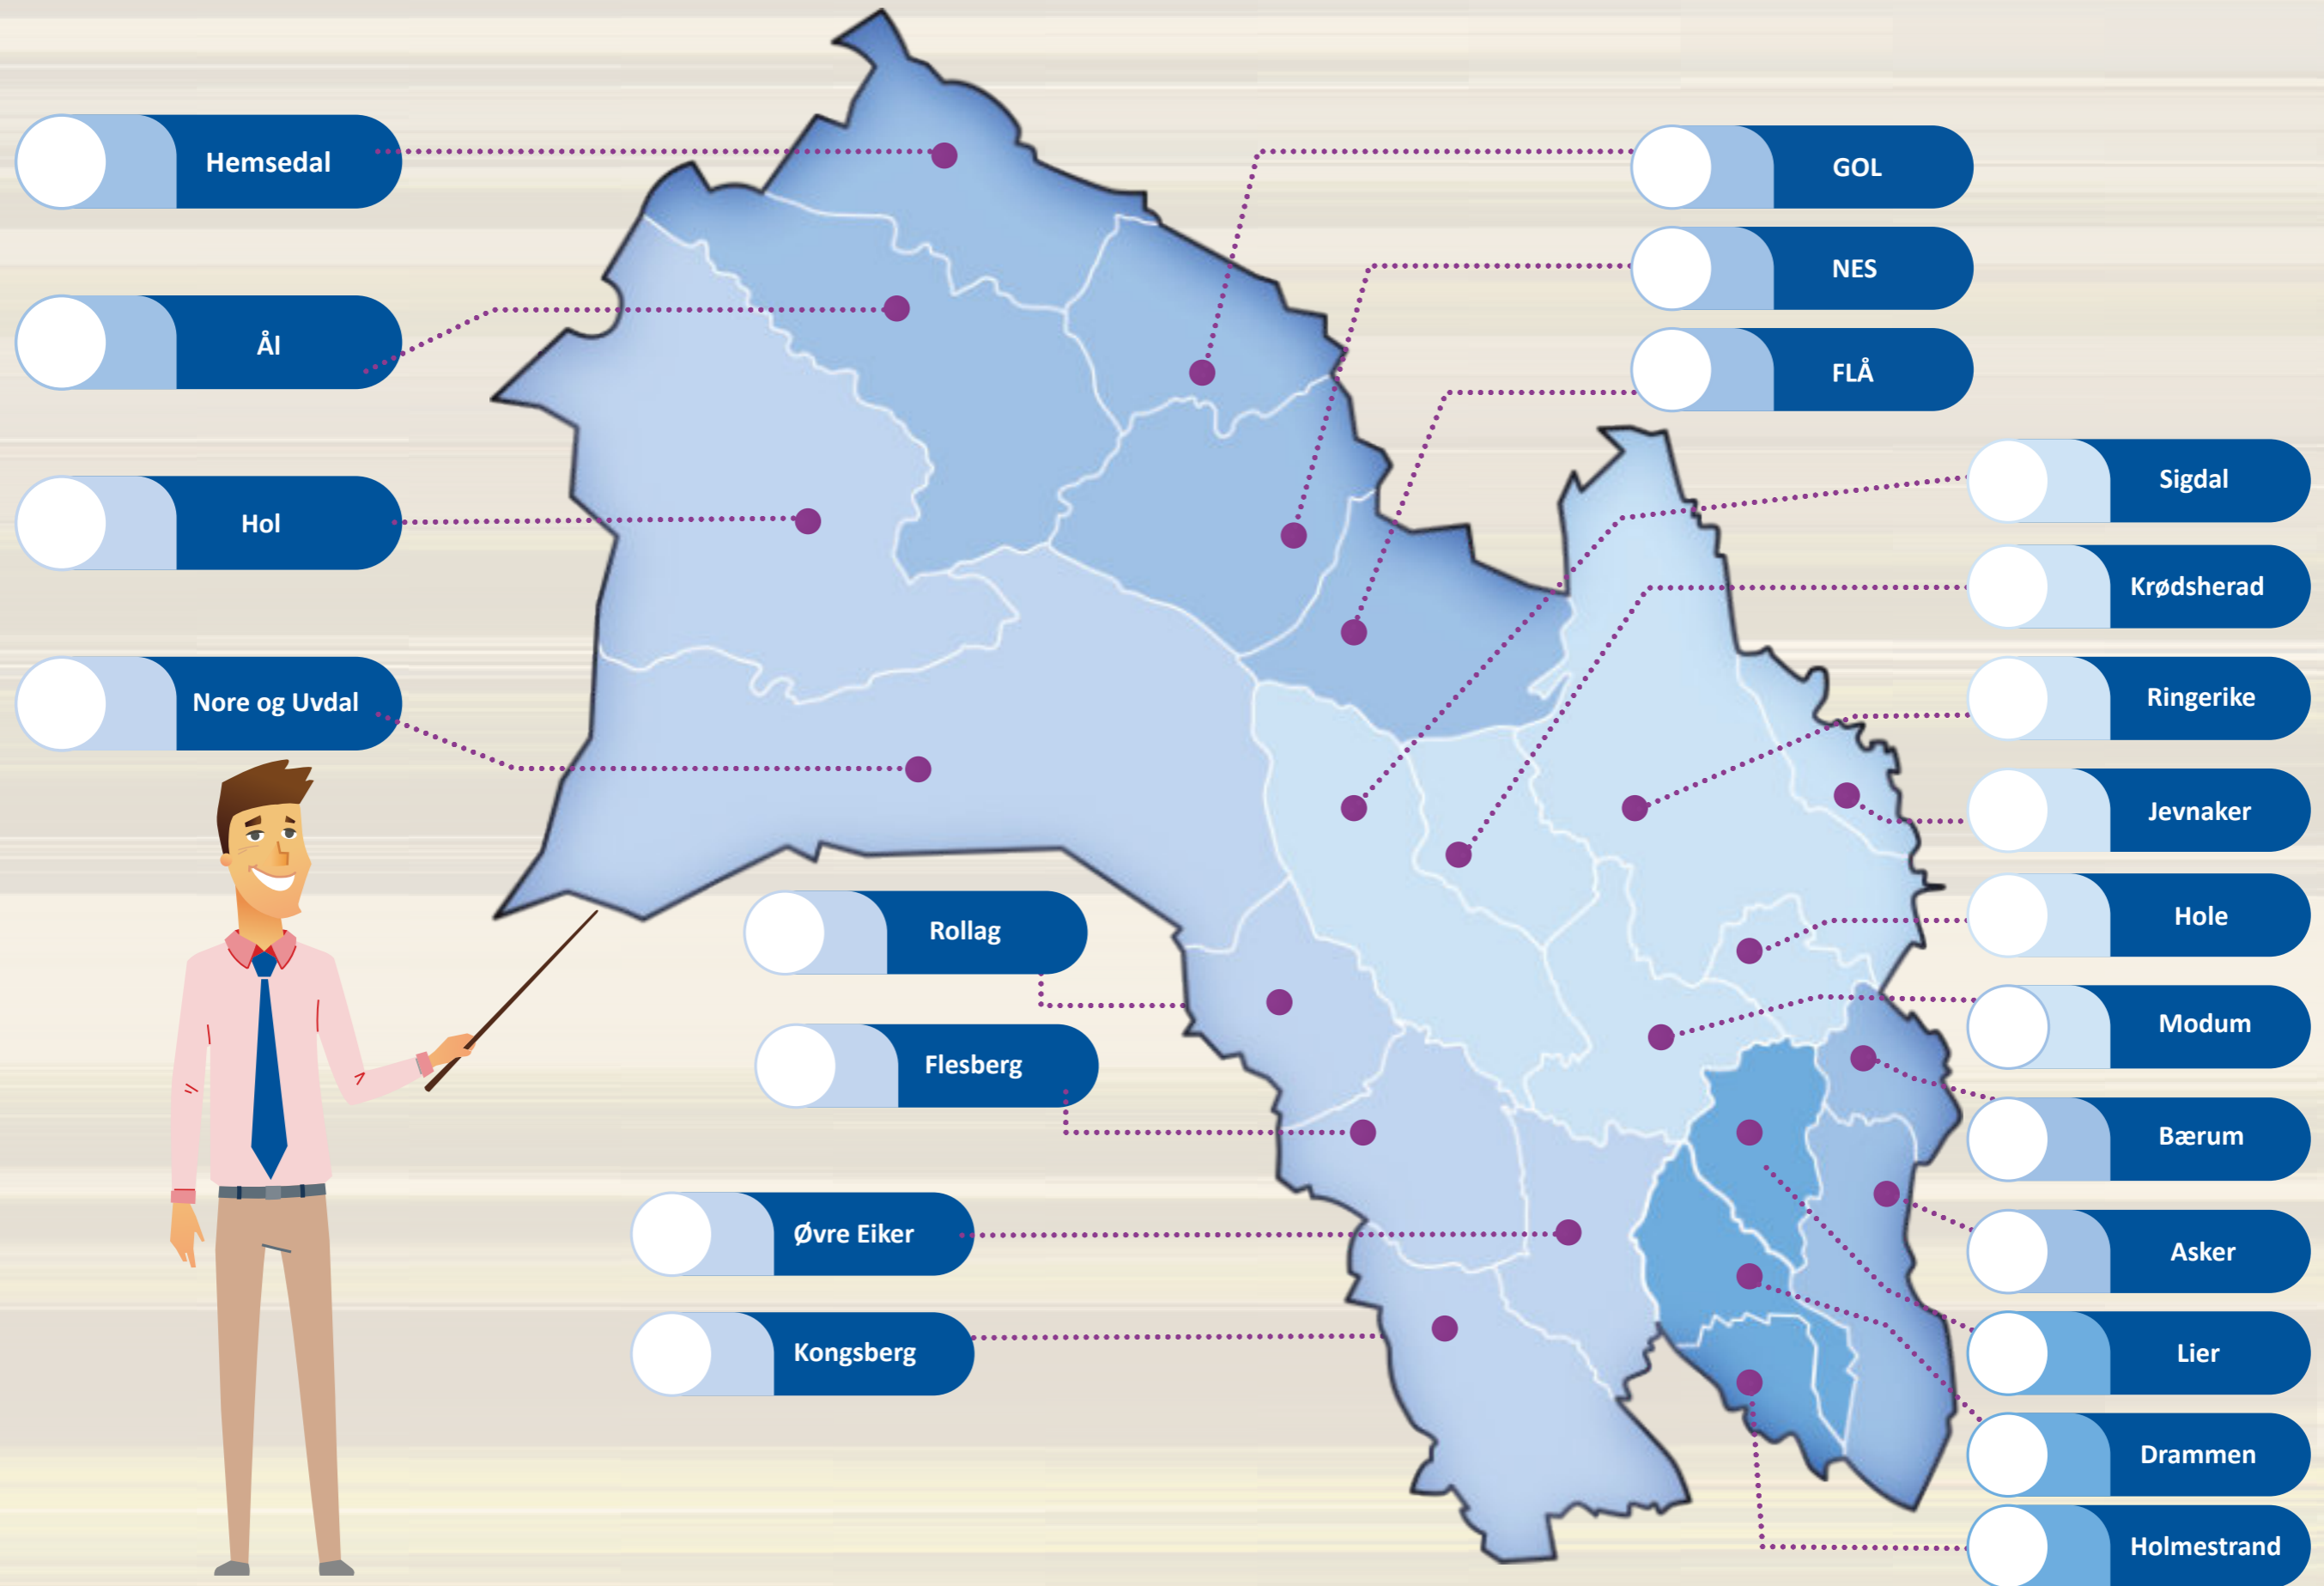 Hemsedal
Ål
Hol
Nore og Uvdal
GOL
NES
FLÅ
Sigdal
Krødsherad
Ringerike
Jevnaker
Hole
Modum
Bærum
Asker
Lier
Drammen
Holmestrand
Rollag
Flesberg
Øvre Eiker
Kongsberg